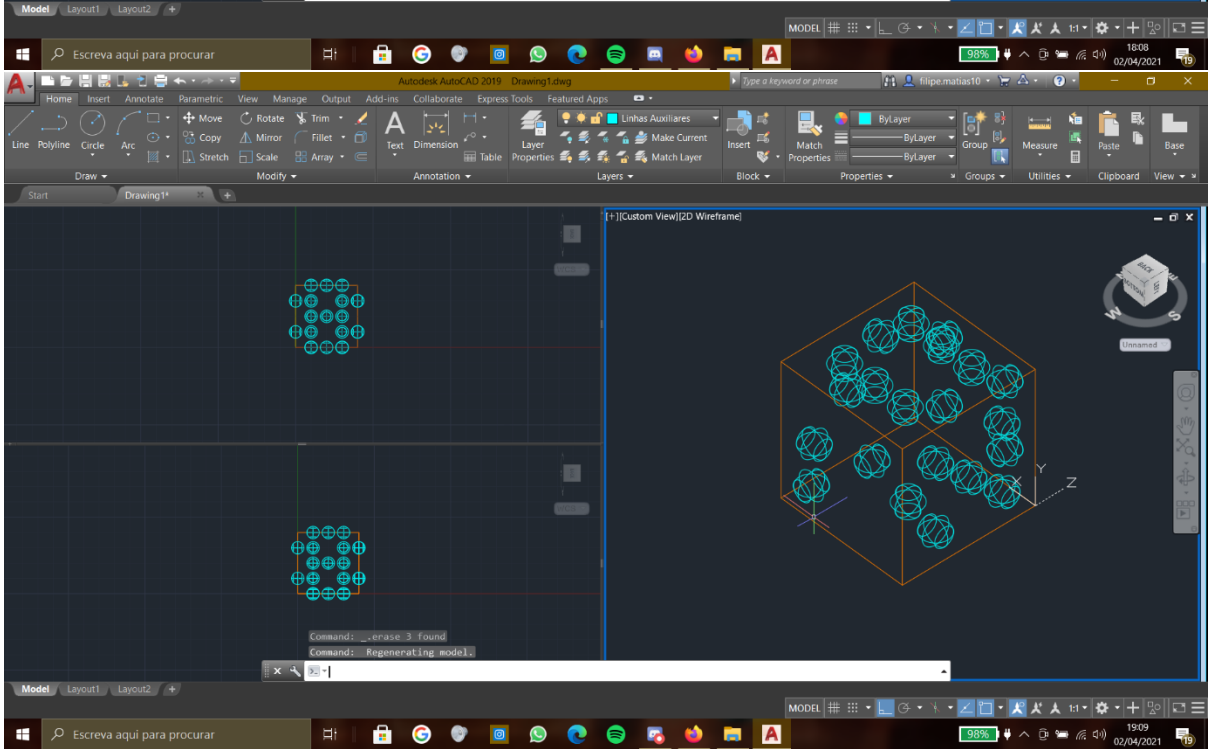 Model Layout1 Layout2 +
MODEL 1:1
Escreva aqui para procurar
98%
18:08
02/04/2021
19
A Autodesk AutoCAD 2019 Drawing1.dwg Type a keyword or phrase filipe.matias10
Home Insert Annotate Parametric View Manage Output Add-ins Collaborate Express Tools Featured Apps
Move Rotate Trim Linhas Auxiliares ByLayer
Line Polyline Circle Arc Copy Mirror Fillet Text Dimension Layer Properties Make Current Insert Match Properties ByLayer Group Measure Paste Base
Stretch Scale Array Table Match Layer ByLayer
Draw Modify Annotation Layers Block Properties Groups Utilities Clipboard View
Start Drawing1* +
[+][Custom View][2D Wireframe]
BACK
BOTTOM
W S
Unnamed
Y
X Z
Command: _.erase 3 found
Command: Regenerating model.
Model Layout1 Layout2 +
MODEL 1:1
Escreva aqui para procurar
98%
19:09
02/04/2021
19